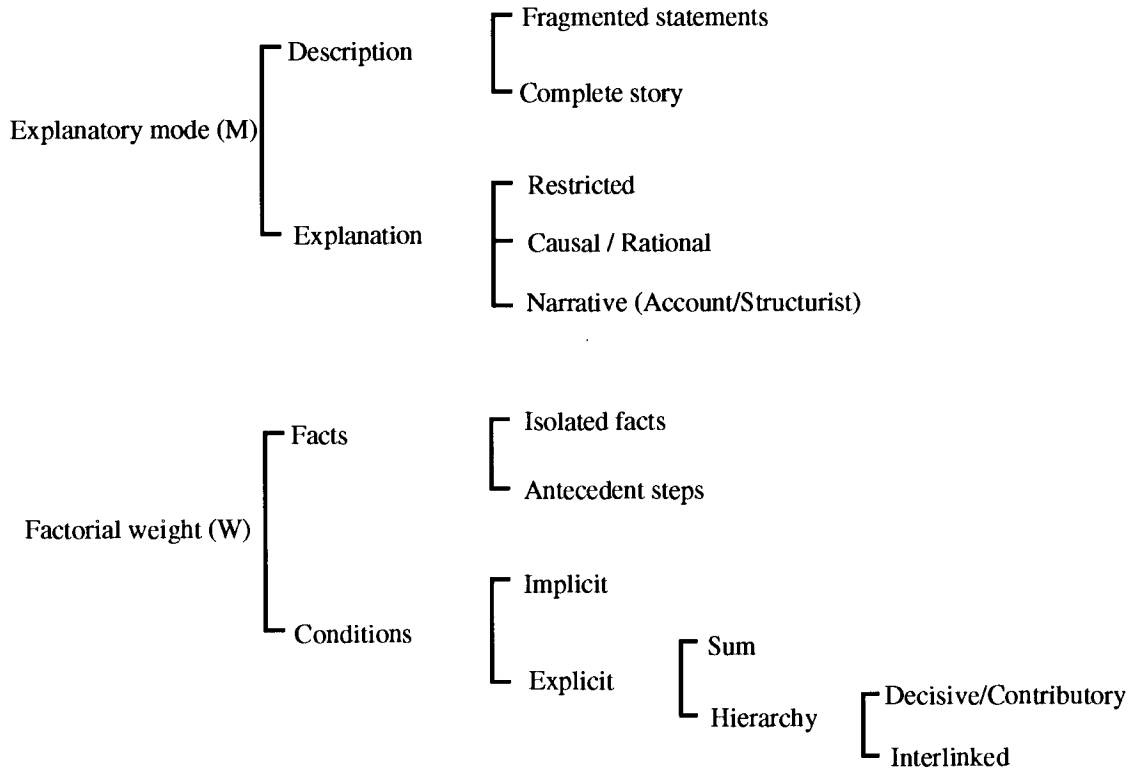 Fragmented statements
Description
Complete story
Explanatory mode (M)
Restricted
Explanation
Causal / Rational
Narrative (Account/Structurist)
Isolated facts
Facts
Antecedent steps
Factorial weight (W)
Implicit
Conditions
Sum
Explicit
Decisive/Contributory
Hierarchy
Interlinked